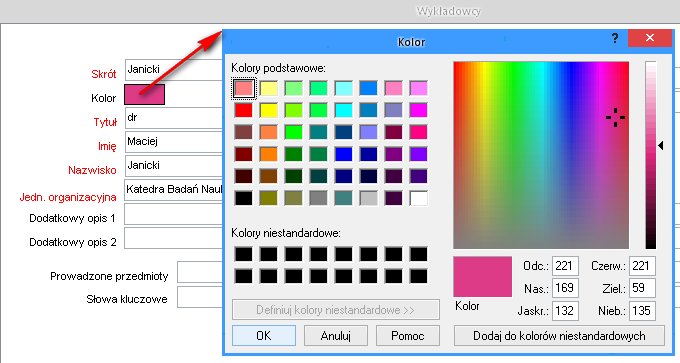 Wykładowcy
Skrót Janicki
Kolor
Tytuł dr
Imię Maciej
Nazwisko Janicki
Jedn. organizacyjna Katedra Badań Nauk
Dodatkowy opis 1
Dodatkowy opis 2
Prowadzone przedmioty
Słowa kluczowe
Kolor
? ×
Kolory podstawowe:
Kolory niestandardowe:
Definiuj kolory niestandardowe >>
OK Anuluj Pomoc
Kolor
Odc.: 221 Czerw.: 221
Nas.: 169 Ziel.: 59
Jaskr.: 132 Nieb.: 135
Dodaj do kolorów niestandardowych